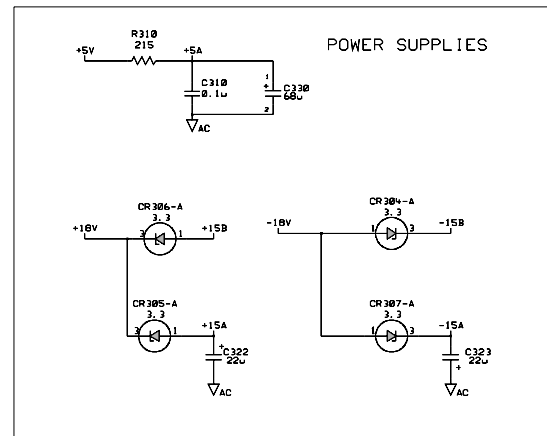 POWER SUPPLIES
R310
215
+5V
+5A
C310
0.1u
1
+
C330
68u
2
AC
CR306-A
3.3
+18V
3
1
+15B
CR305-A
3.3
3
1
+15A
+
C322
22u
AC
CR304-A
3.3
-18V
1
3
-15B
CR307-A
3.3
1
3
-15A
C323
22u
+
AC